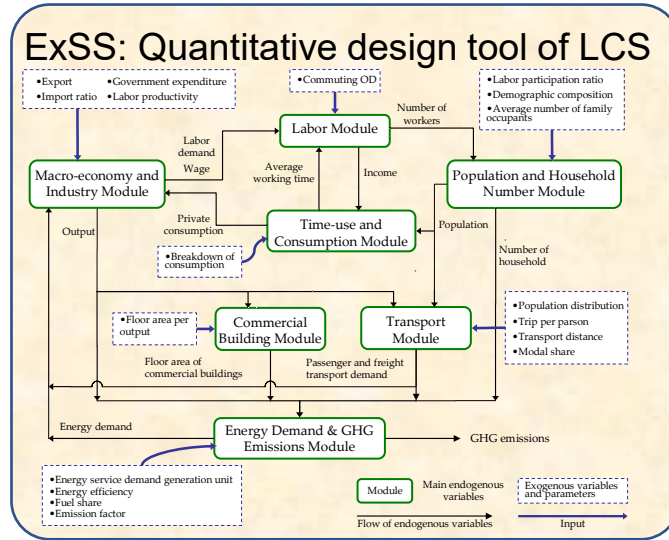 ExSS: Quantitative design tool of LCS
•Export
•Government expenditure
•Import ratio
•Labor productivity
•Commuting OD
•Labor participation ratio
•Demographic composition
•Average number of family
occupants
Number of
workers
Labor Module
Labor
demand
Wage
Average
working time
Income
Macro-economy and
Industry Module
Population and Household
Number Module
Private
consumption
Time-use and
Consumption Module
Output
Population
Number of
household
•Breakdown of
consumption
•Floor area per
output
Commercial
Building Module
Transport
Module
•Population distribution
•Trip per parson
•Transport distance
•Modal share
Floor area of
commercial buildings
Passenger and freight
transport demand
Energy demand
Energy Demand & GHG
Emissions Module
GHG emissions
•Energy service demand generation unit
•Energy efficiency
•Fuel share
•Emission factor
Module
Main endogenous
variables
Exogenous variables
and parameters
Flow of endogenous variables
Input